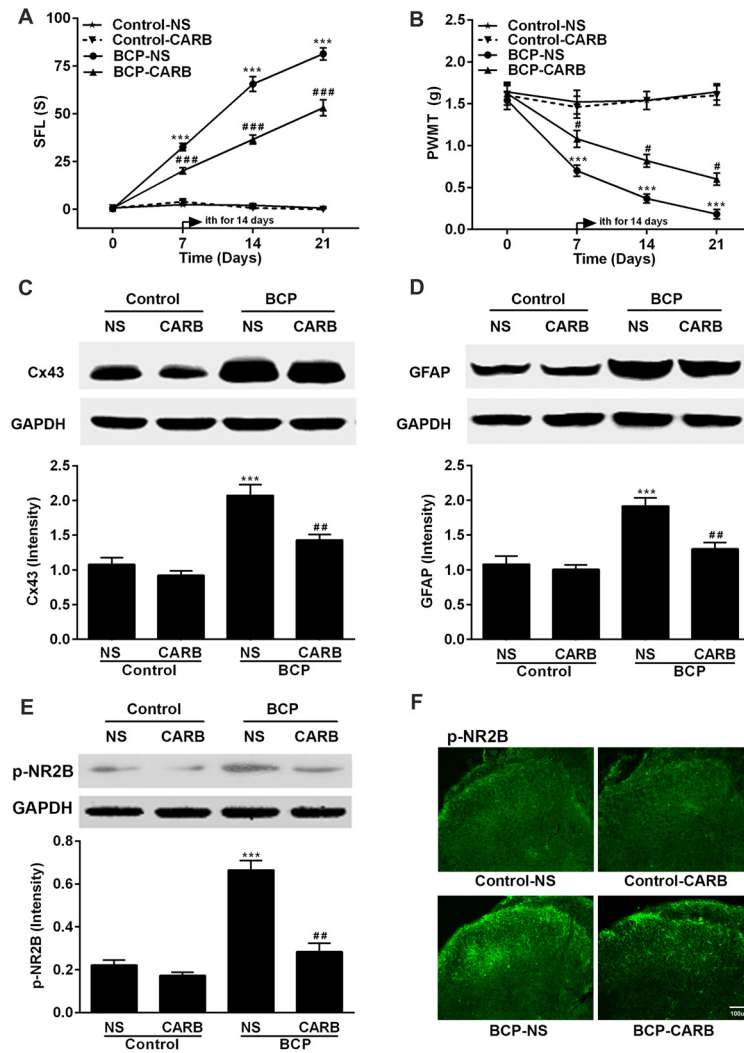 A
Control-NS
Control-CARB
BCP-NS
BCP-CARB
SFL (S)
100
75
50
25
0
***
***
***
###
###
###
ith for 14 days
0 7 14 21
Time (Days)
B
Control-NS
Control-CARB
BCP-NS
BCP-CARB
PWMT (g)
2.5
2.0
1.5
1.0
0.5
0.0
#
#
#
***
***
***
ith for 14 days
0 7 14 21
Time (Days)
C
Control BCP
NS CARB NS CARB
Cx43
GAPDH
Cx43 (Intensity)
2.5
2.0
1.5
1.0
0.5
0.0
***
##
NS CARB NS CARB
Control BCP
D
Control BCP
NS CARB NS CARB
GFAP
GAPDH
GFAP (Intensity)
2.5
2.0
1.5
1.0
0.5
0.0
***
##
NS CARB NS CARB
Control BCP
E
Control BCP
NS CARB NS CARB
p-NR2B
GAPDH
p-NR2B (Intensity)
0.8
0.6
0.4
0.2
0.0
***
##
NS CARB NS CARB
Control BCP
F
p-NR2B
Control-NS Control-CARB
100u
BCP-NS BCP-CARB